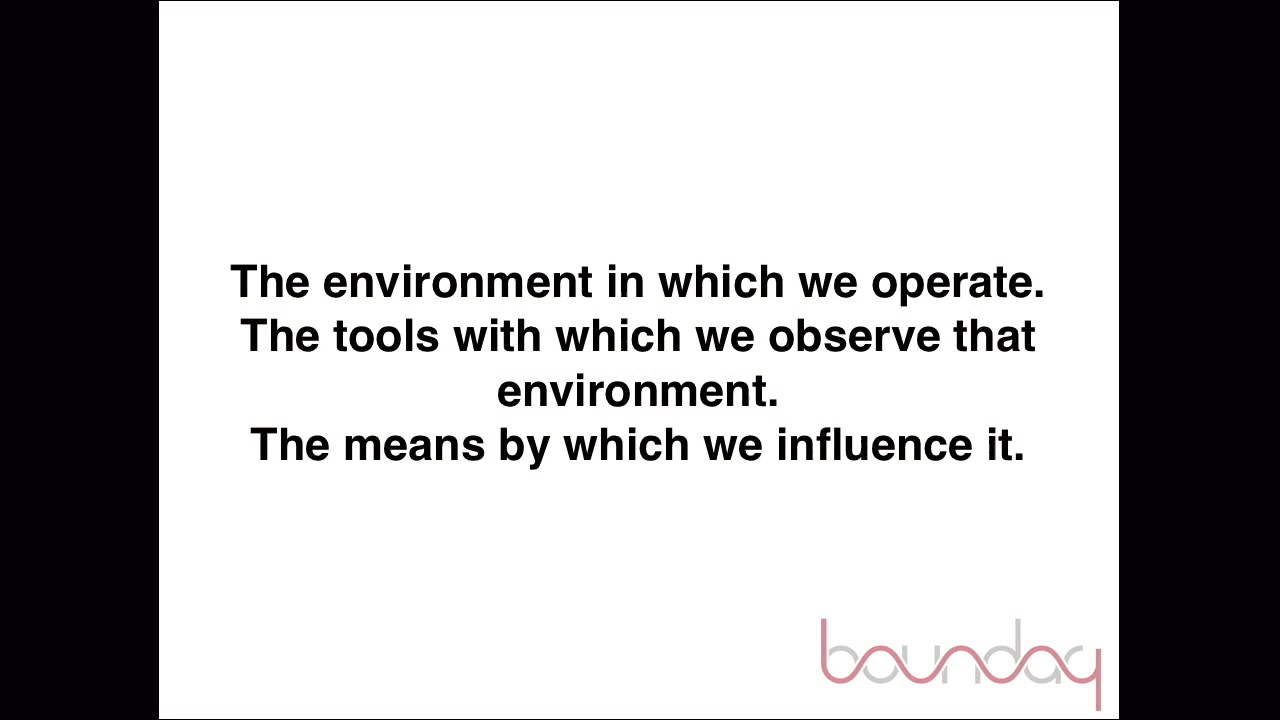 The environment in which we operate.
The tools with which we observe that
environment.
The means by which we influence it.
boundary